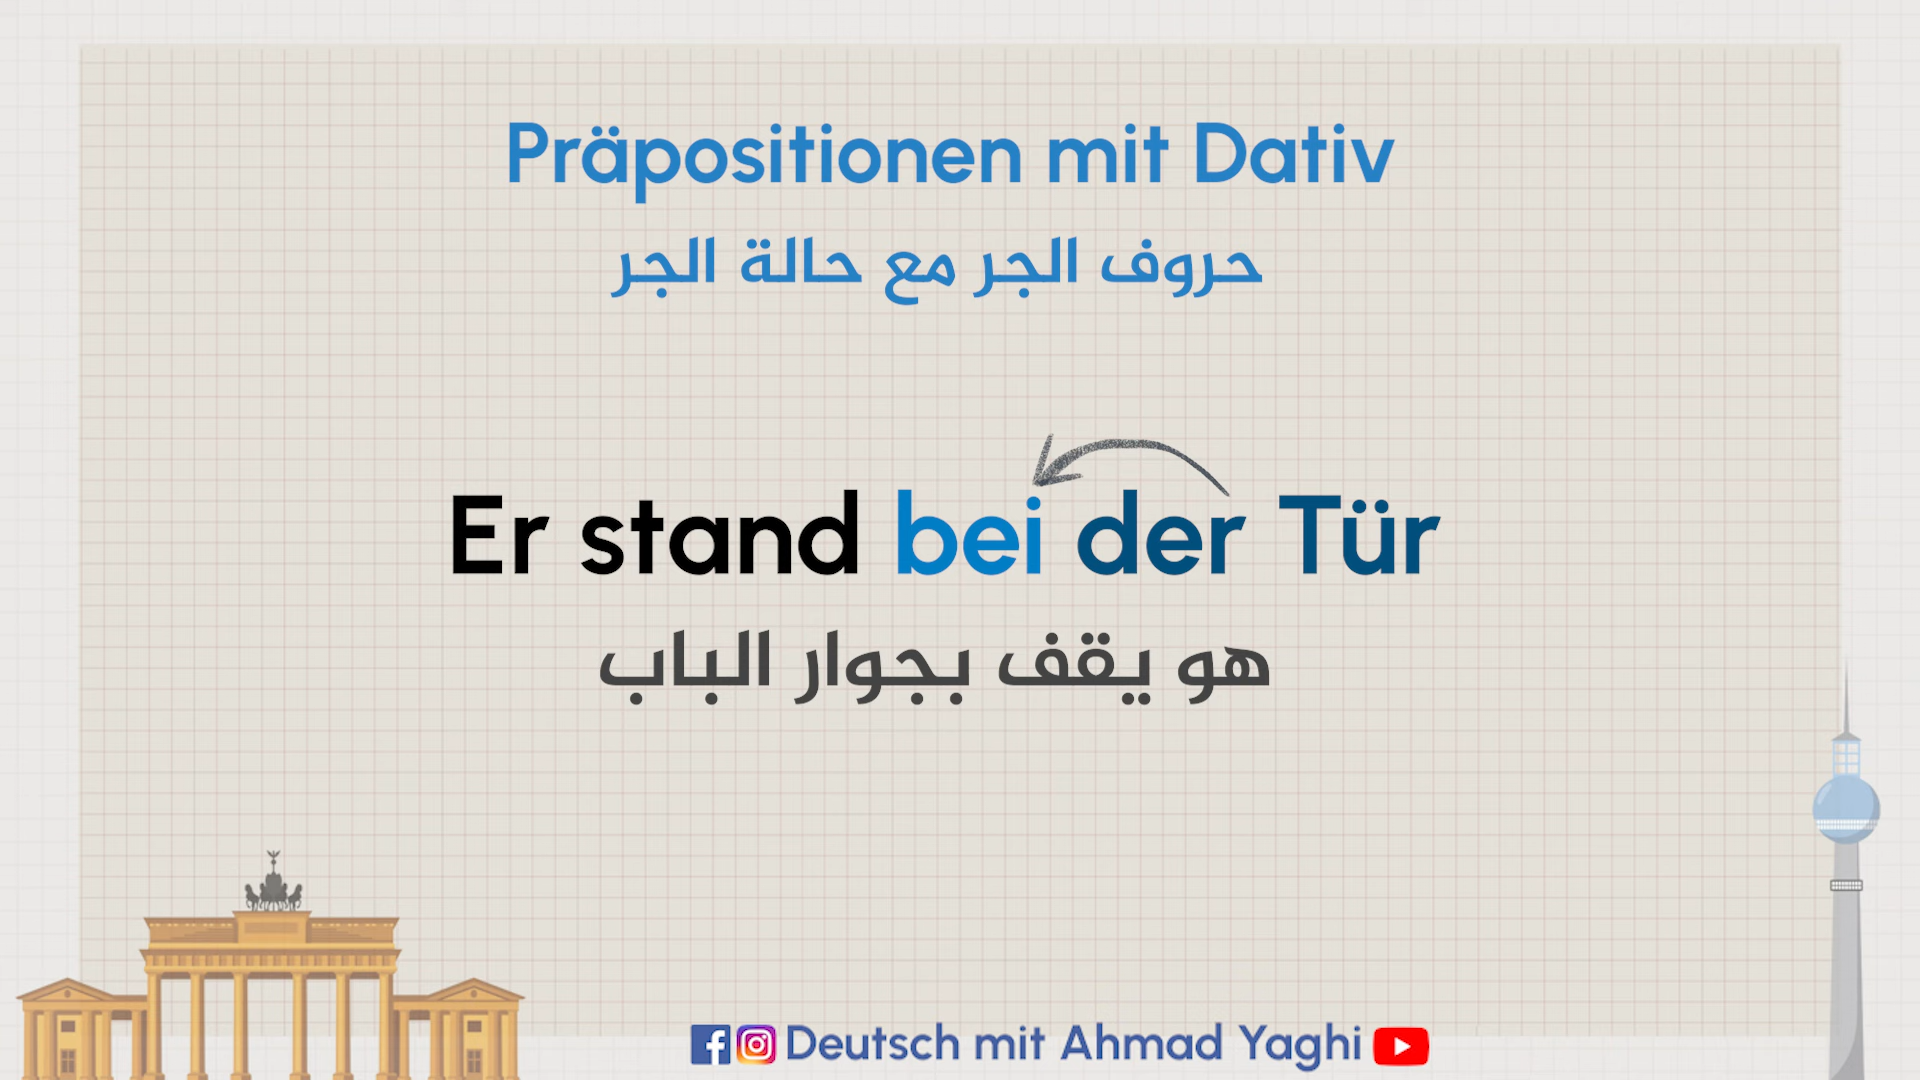 Präpositionen mit Dativ
حروف الجر مع حالة الجر
Er stand bei der Tür
هو يقف بجوار الباب
Deutsch mit Ahmad Yaghi